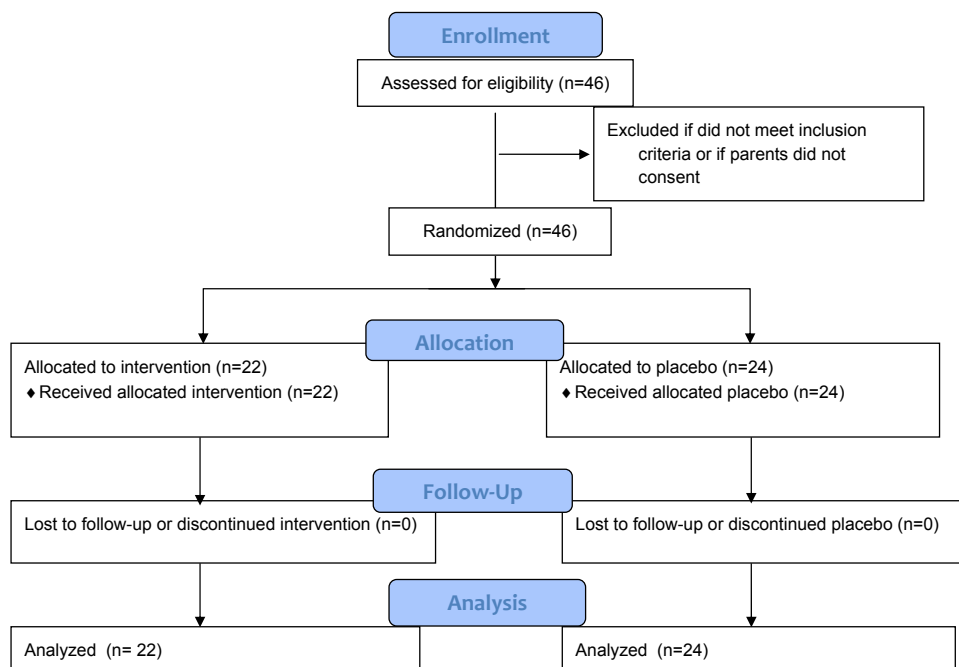 Enrollment
Assessed for eligibility (n=46)
Excluded if did not meet inclusion
criteria or if parents did not
consent
Randomized (n=46)
Allocation
Allocated to intervention (n=22)
♦ Received allocated intervention (n=22)
Allocated to placebo (n=24)
♦ Received allocated placebo (n=24)
Follow-Up
Lost to follow-up or discontinued intervention (n=0)
Lost to follow-up or discontinued placebo (n=0)
Analysis
Analyzed (n= 22)
Analyzed (n=24)